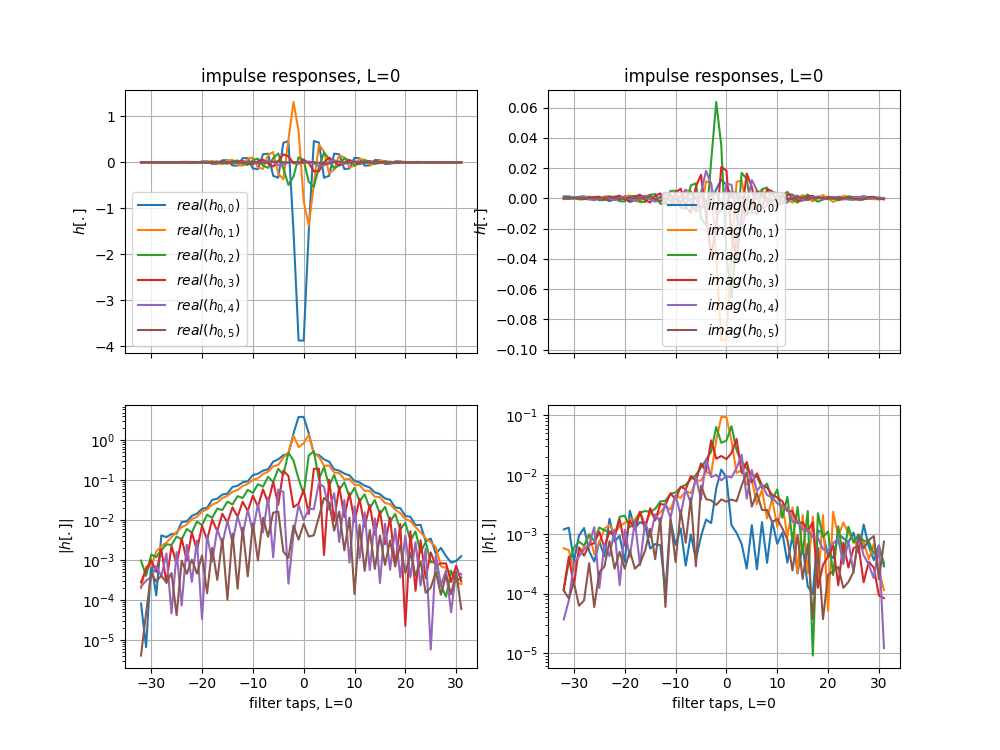 impulse responses, L=0
impulse responses, L=0
h[.]
1
0
−1
−2
−3
−4
real(h0,0)
real(h0,1)
real(h0,2)
real(h0,3)
real(h0,4)
real(h0,5)
h[.]
0.06
0.04
0.02
0.00
−0.02
−0.04
−0.06
−0.08
−0.10
imag(h0,0)
imag(h0,1)
imag(h0,2)
imag(h0,3)
imag(h0,4)
imag(h0,5)
|h[.]|
10^0
10^−1
10^−2
10^−3
10^−4
10^−5
−30 −20 −10 0 10 20 30
filter taps, L=0
|h[.]|
10^−1
10^−2
10^−3
10^−4
10^−5
−30 −20 −10 0 10 20 30
filter taps, L=0